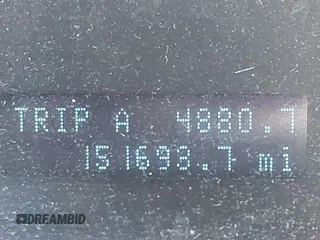 TRIP A 4880.7
151693.7 mi
DREAMBID